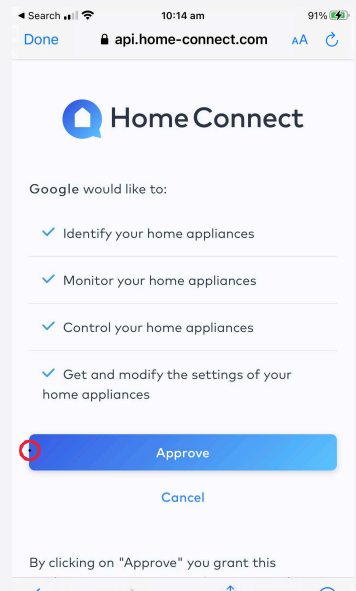 Search
10:14 am
91%
Done
api.home-connect.com
AA
Home Connect
Google would like to:
Identify your home appliances
Monitor your home appliances
Control your home appliances
Get and modify the settings of your
home appliances
Approve
Cancel
By clicking on "Approve" you grant this